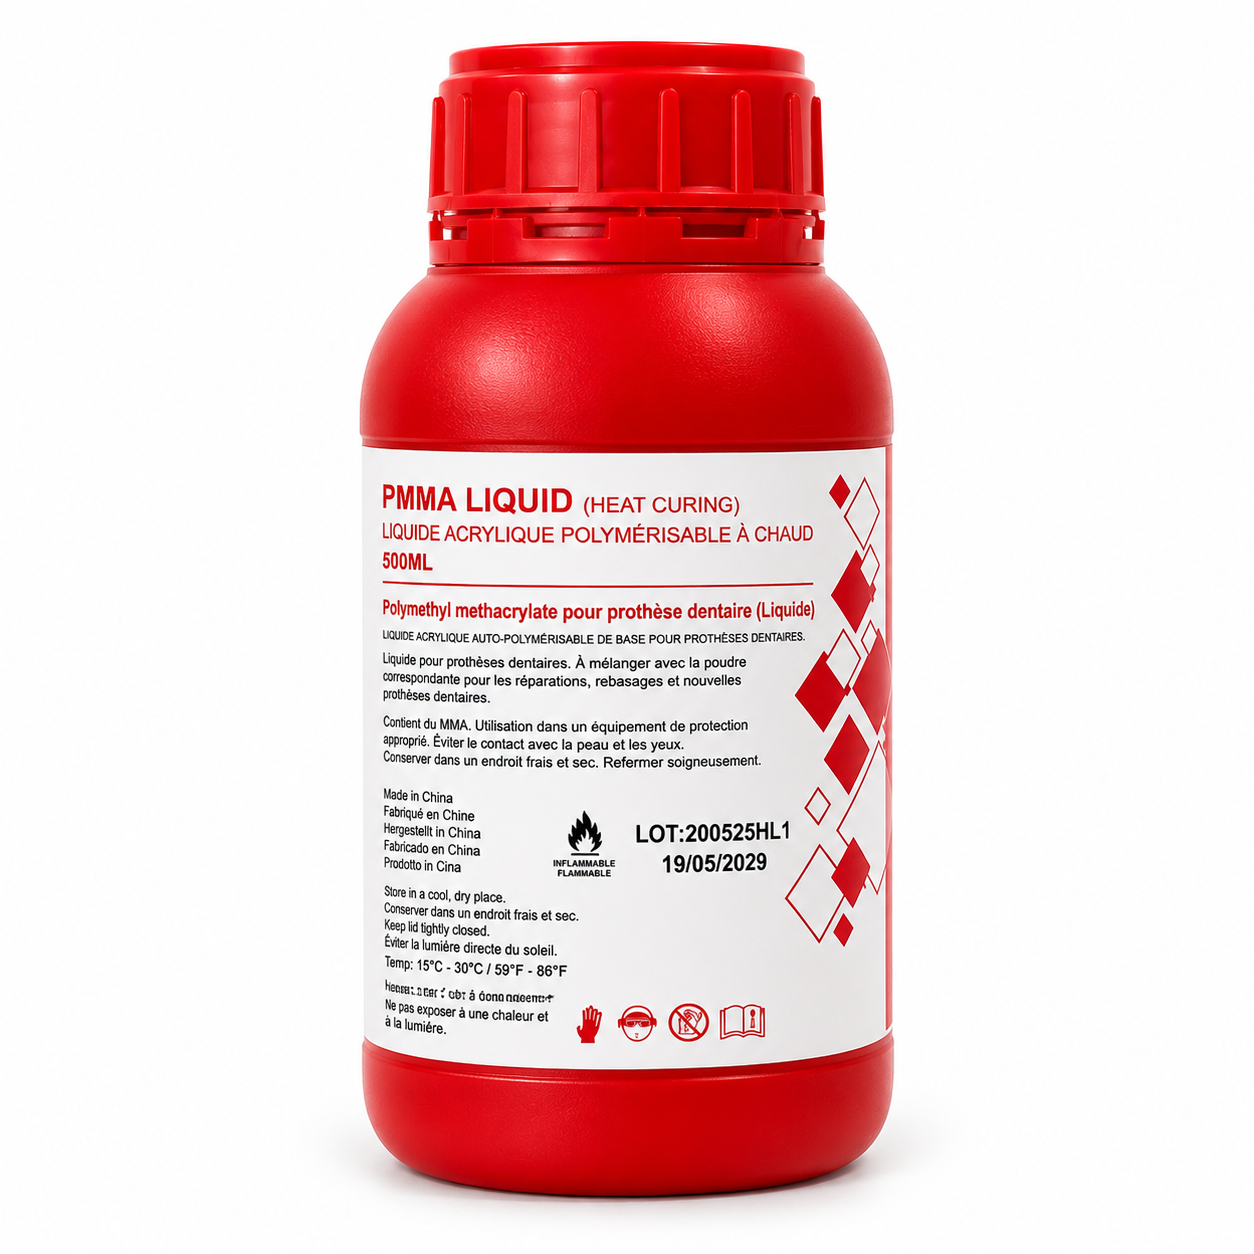 PMMA LIQUID (HEAT CURING)
LIQUIDE ACRYLIQUE POLYMÉRISABLE À CHAUD
500ML
Polymethyl methacrylate pour prothèse dentaire (Liquide)
LIQUIDE ACRYLIQUE AUTO-POLYMÉRISABLE DE BASE POUR PROTHÈSES DENTAIRES.
Liquide pour prothèses dentaires. À mélanger avec la poudre
correspondante pour les réparations, rebasages et nouvelles
prothèses dentaires.
Contient du MMA. Utilisation dans un équipement de protection
approprié. Éviter le contact avec la peau et les yeux.
Conserver dans un endroit frais et sec. Refermer soigneusement.
Made in China
Fabriqué en Chine
Hergestellt in China
Fabricado en China
Prodotto in Cina
INFLAMMABLE
FLAMMABLE
LOT:200525HL1
19/05/2029
Store in a cool, dry place.
Conserver dans un endroit frais et sec.
Keep lid tightly closed.
Éviter la lumiére directe du soleil.
Temp: 15°C - 30°C / 59°F - 86°F
Ne pas exposer à une chaleur et
à la lumiére.